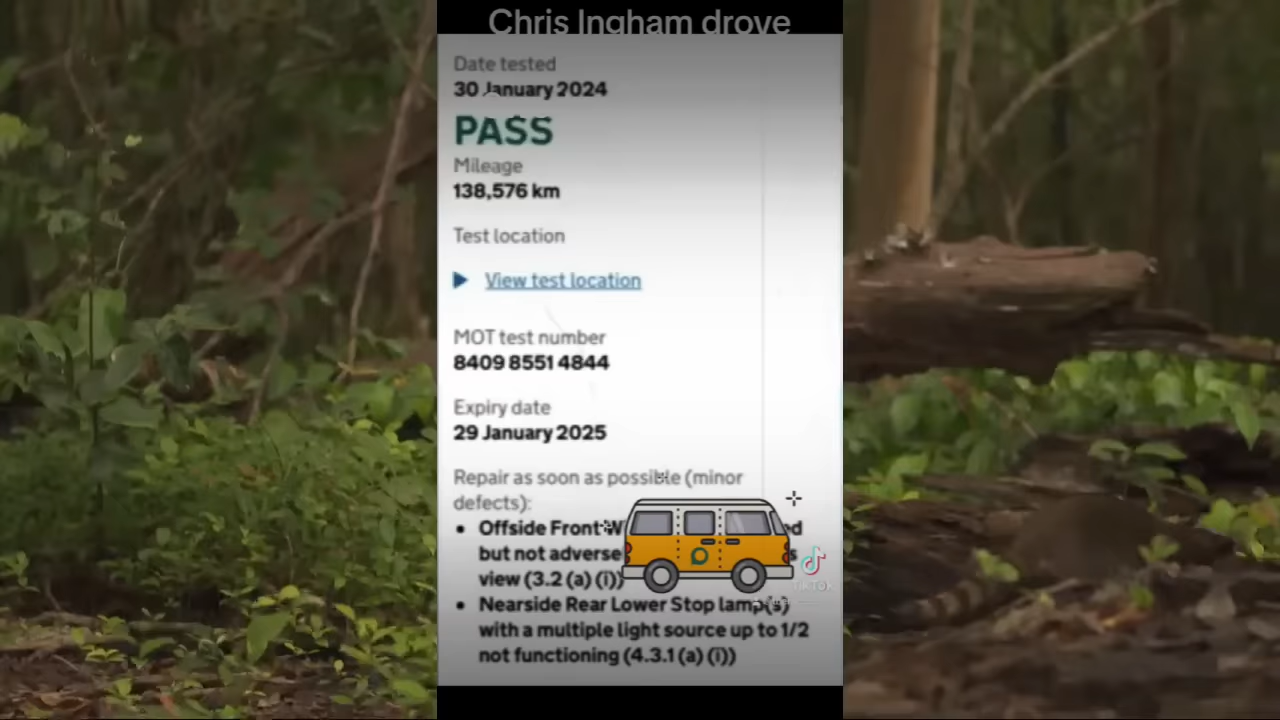 Chris Ingham drove
Date tested
30 January 2024
PASS
Mileage
138,576 km
Test location
View test location
MOT test number
8409 8551 4844
Expiry date
29 January 2025
Repair as soon as possible (minor
defects):
Offside Front
but not
view (3.2 (a) (i))
Nearside Rear Lower Stop lamp(s)
with a multiple light source up to 1/2
not functioning (4.3.1 (a) (i))
TikTok